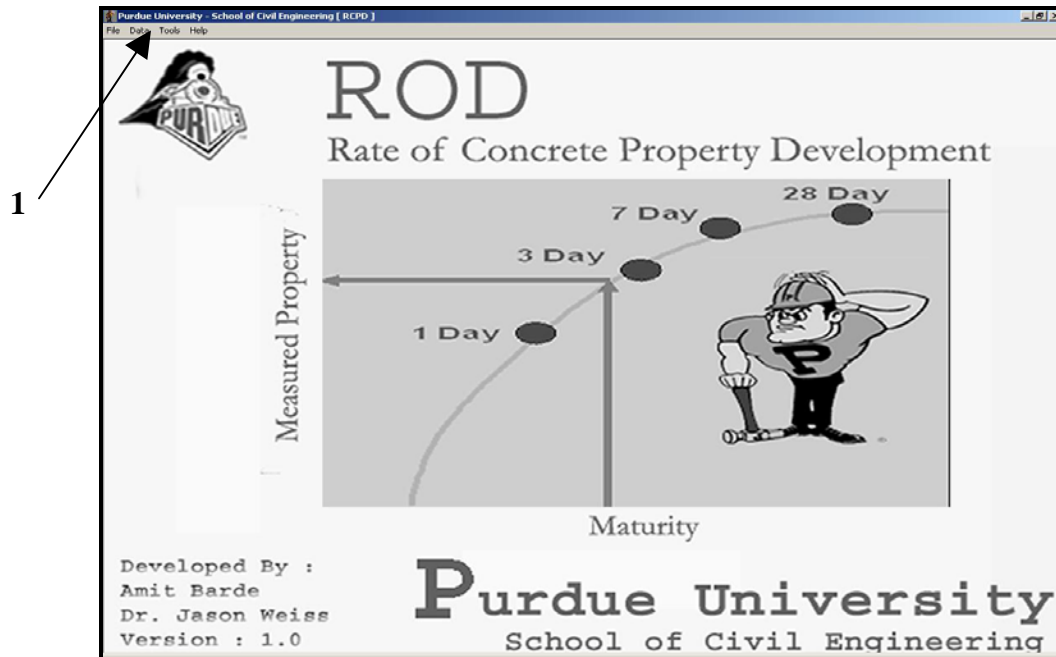 Purdue University - School of Civil Engineering [ RCPD ]
File Data Tools Help
1
PURDUE
ROD
Rate of Concrete Property Development
28 Day
7 Day
3 Day
1 Day
Measured Property
P
Maturity
Developed By :
Amit Barde
Dr. Jason Weiss
Version : 1.0
Purdue University
School of Civil Engineering